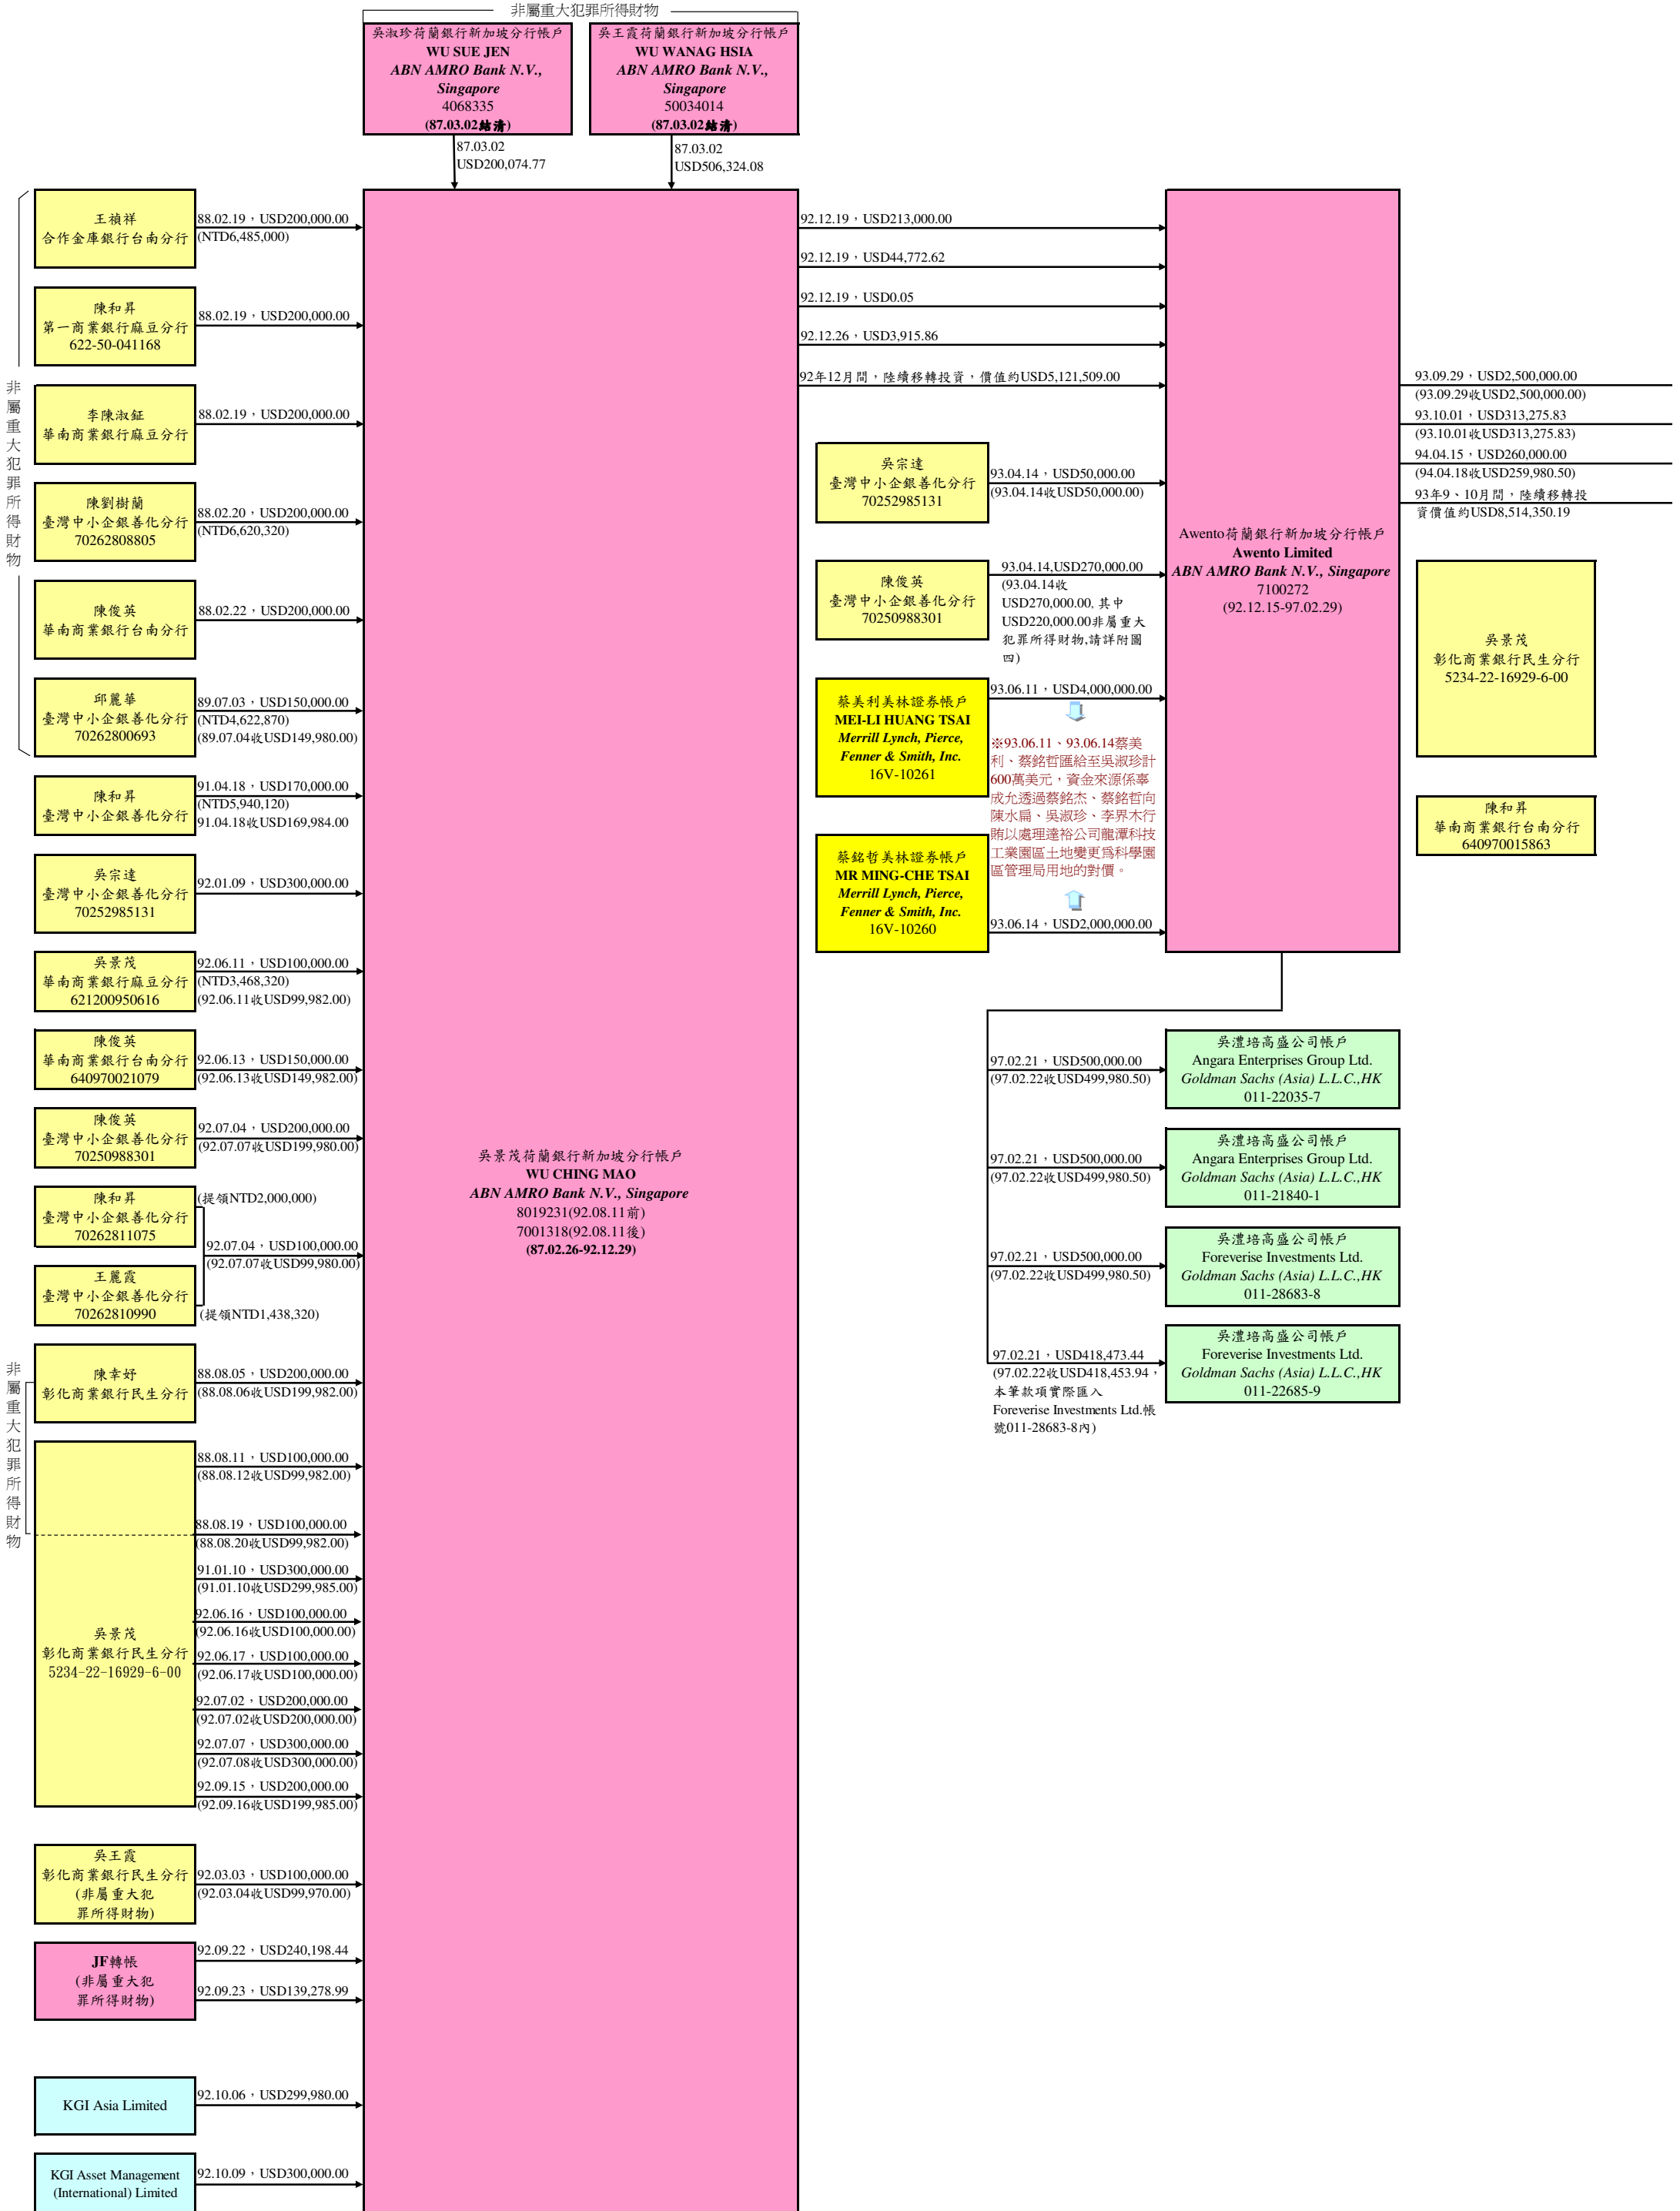 非屬重大犯罪所得財物
吳淑珍荷蘭銀行新加坡分行帳戶
WU SUE JEN
ABN AMRO Bank N.V.,
Singapore
4068335
(87.03.02結清)
吳王霞荷蘭銀行新加坡分行帳戶
WU WANAG HSIA
ABN AMRO Bank N.V.,
Singapore
50034014
(87.03.02結清)
87.03.02
USD200,074.77
87.03.02
USD506,324.08
非屬重大犯罪所得財物
王禎祥
合作金庫銀行台南分行
88.02.19，USD200,000.00
(NTD6,485,000)
陳和昇
第一商業銀行麻豆分行
622-50-041168
88.02.19，USD200,000.00
李陳淑鉦
華南商業銀行麻豆分行
88.02.19，USD200,000.00
陳劉樹蘭
臺灣中小企銀善化分行
70262808805
88.02.20，USD200,000.00
(NTD6,620,320)
陳俊英
華南商業銀行台南分行
88.02.22，USD200,000.00
邱麗華
臺灣中小企銀善化分行
70262800693
89.07.03，USD150,000.00
(NTD4,622,870)
(89.07.04收USD149,980.00)
陳和昇
臺灣中小企銀善化分行
91.04.18，USD170,000.00
(NTD5,940,120)
91.04.18收USD169,984.00
吳宗達
臺灣中小企銀善化分行
70252985131
92.01.09，USD300,000.00
吳景茂
華南商業銀行麻豆分行
621200950616
92.06.11，USD100,000.00
(NTD3,468,320)
(92.06.11收USD99,982.00)
陳俊英
華南商業銀行台南分行
640970021079
92.06.13，USD150,000.00
(92.06.13收USD149,982.00)
陳俊英
臺灣中小企銀善化分行
70250988301
92.07.04，USD200,000.00
(92.07.07收USD199,980.00)
陳和昇
臺灣中小企銀善化分行
70262811075
(提領NTD2,000,000)
92.07.04，USD100,000.00
(92.07.07收USD99,980.00)
王麗霞
臺灣中小企銀善化分行
70262810990
(提領NTD1,438,320)
非屬重大犯罪所得財物
陳幸妤
彰化商業銀行民生分行
88.08.05，USD200,000.00
(88.08.06收USD199,982.00)
88.08.11，USD100,000.00
(88.08.12收USD99,982.00)
88.08.19，USD100,000.00
(88.08.20收USD99,982.00)
91.01.10，USD300,000.00
(91.01.10收USD299,985.00)
吳景茂
彰化商業銀行民生分行
5234-22-16929-6-00
92.06.16，USD100,000.00
(92.06.16收USD100,000.00)
92.06.17，USD100,000.00
(92.06.17收USD100,000.00)
92.07.02，USD200,000.00
(92.07.02收USD200,000.00)
92.07.07，USD300,000.00
(92.07.08收USD300,000.00)
92.09.15，USD200,000.00
(92.09.16收USD199,985.00)
吳王霞
彰化商業銀行民生分行
(非屬重大犯
罪所得財物)
92.03.03，USD100,000.00
(92.03.04收USD99,970.00)
JF轉帳
(非屬重大犯
罪所得財物)
92.09.22，USD240,198.44
92.09.23，USD139,278.99
KGI Asia Limited
92.10.06，USD299,980.00
KGI Asset Management
(International) Limited
92.10.09，USD300,000.00
吳景茂荷蘭銀行新加坡分行帳戶
WU CHING MAO
ABN AMRO Bank N.V., Singapore
8019231(92.08.11前)
7001318(92.08.11後)
(87.02.26-92.12.29)
92.12.19，USD213,000.00
92.12.19，USD44,772.62
92.12.19，USD0.05
92.12.26，USD3,915.86
92年12月間，陸續移轉投資，價值約USD5,121,509.00
吳宗達
臺灣中小企銀善化分行
70252985131
93.04.14，USD50,000.00
(93.04.14收USD50,000.00)
陳俊英
臺灣中小企銀善化分行
70250988301
93.04.14,USD270,000.00
(93.04.14收
USD270,000.00, 其中
USD220,000.00非屬重大
犯罪所得財物,請詳附圖
四)
蔡美利美林證券帳戶
MEI-LI HUANG TSAI
Merrill Lynch, Pierce,
Fenner & Smith, Inc.
16V-10261
93.06.11，USD4,000,000.00
※93.06.11、93.06.14蔡美
利、蔡銘哲匯給至吳淑珍計
600萬美元，資金來源係辜
成允透過蔡銘杰、蔡銘哲向
陳水扁、吳淑珍、李界木行
賄以處理達裕公司龍潭科技
工業園區土地變更為科學園
區管理局用地的對價。
蔡銘哲美林證券帳戶
MR MING-CHE TSAI
Merrill Lynch, Pierce,
Fenner & Smith, Inc.
16V-10260
93.06.14，USD2,000,000.00
Awento荷蘭銀行新加坡分行帳戶
Awento Limited
ABN AMRO Bank N.V., Singapore
7100272
(92.12.15-97.02.29)
93.09.29，USD2,500,000.00
(93.09.29收USD2,500,000.00)
93.10.01，USD313,275.83
(93.10.01收USD313,275.83)
94.04.15，USD260,000.00
(94.04.18收USD259,980.50)
93年9、10月間，陸續移轉投
資價值約USD8,514,350.19
吳景茂
彰化商業銀行民生分行
5234-22-16929-6-00
陳和昇
華南商業銀行台南分行
640970015863
97.02.21，USD500,000.00
(97.02.22收USD499,980.50)
吳澧培高盛公司帳戶
Angara Enterprises Group Ltd.
Goldman Sachs (Asia) L.L.C.,HK
011-22035-7
97.02.21，USD500,000.00
(97.02.22收USD499,980.50)
吳澧培高盛公司帳戶
Angara Enterprises Group Ltd.
Goldman Sachs (Asia) L.L.C.,HK
011-21840-1
97.02.21，USD500,000.00
(97.02.22收USD499,980.50)
吳澧培高盛公司帳戶
Foreverise Investments Ltd.
Goldman Sachs (Asia) L.L.C.,HK
011-28683-8
97.02.21，USD418,473.44
(97.02.22收USD418,453.94，
本筆款項實際匯入
Foreverise Investments Ltd.帳
號011-28683-8內)
吳澧培高盛公司帳戶
Foreverise Investments Ltd.
Goldman Sachs (Asia) L.L.C.,HK
011-22685-9